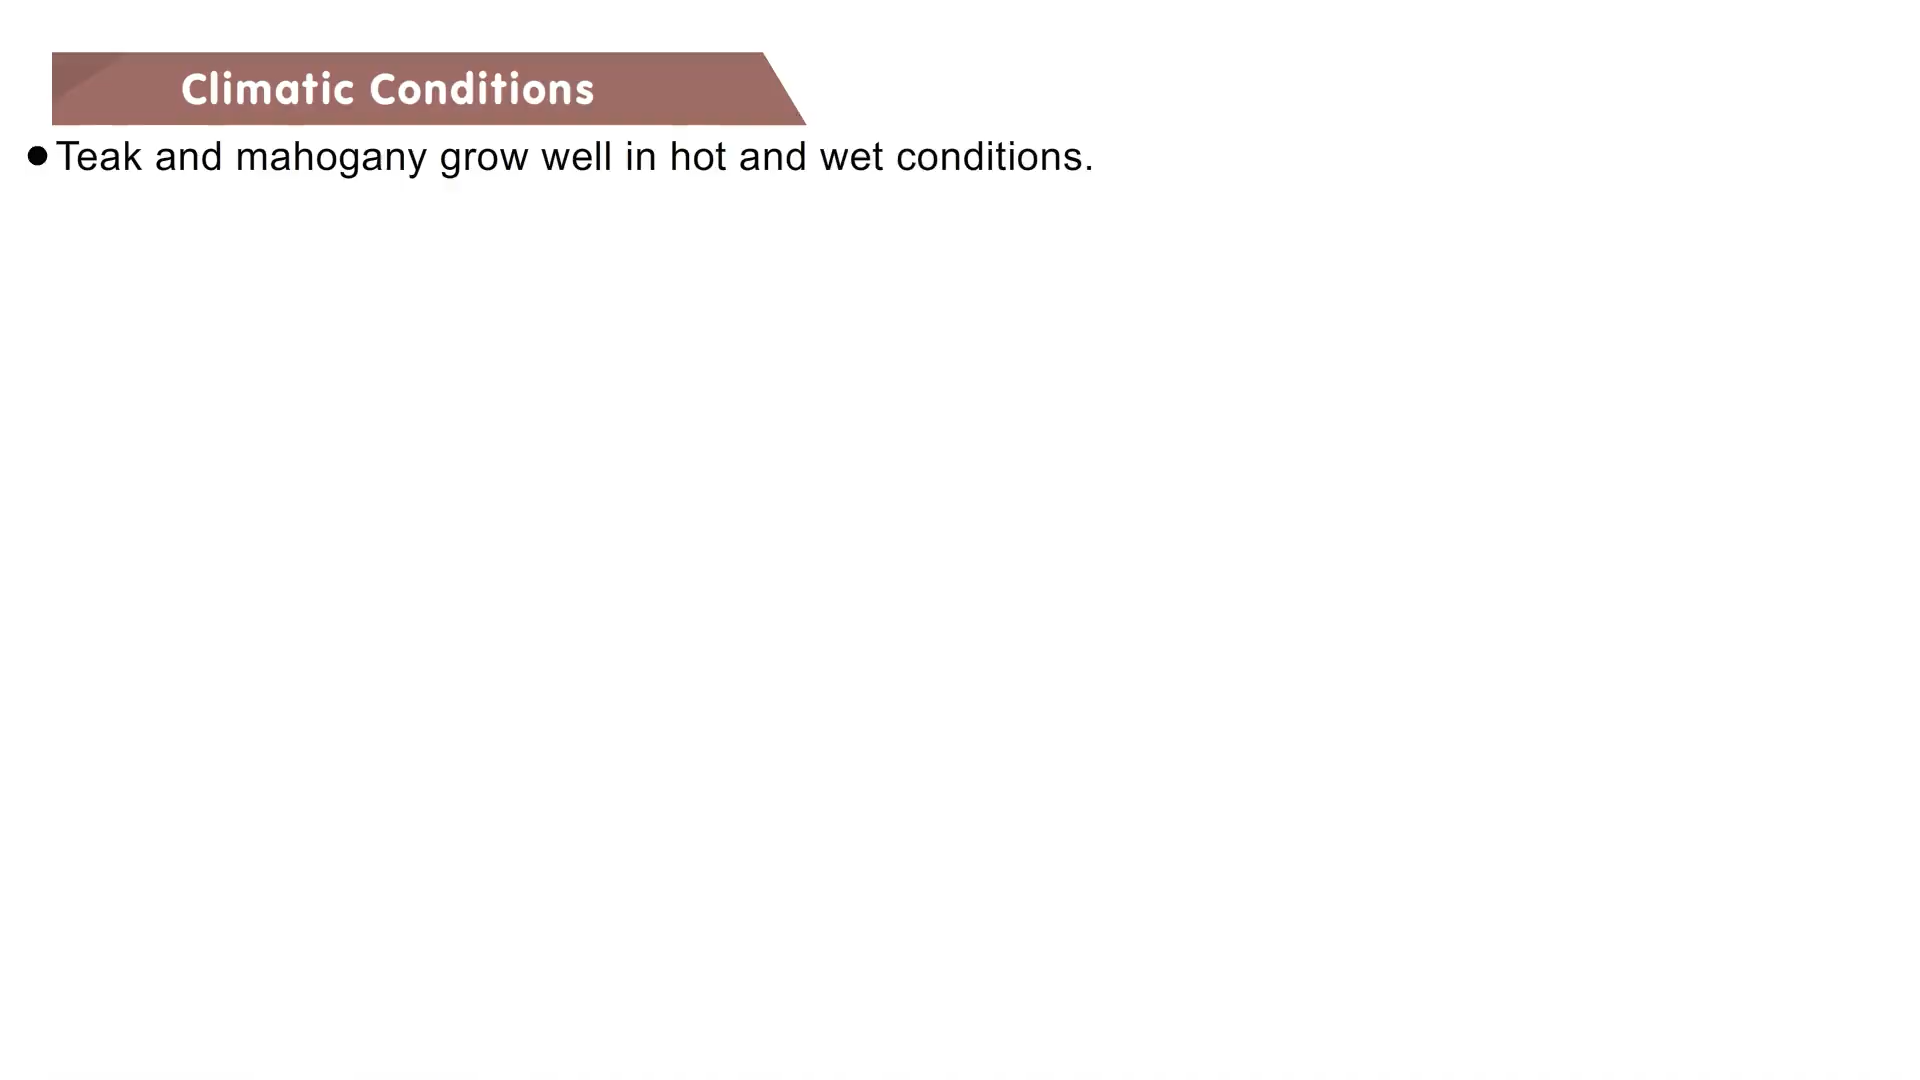 Climatic Conditions
● Teak and mahogany grow well in hot and wet conditions.